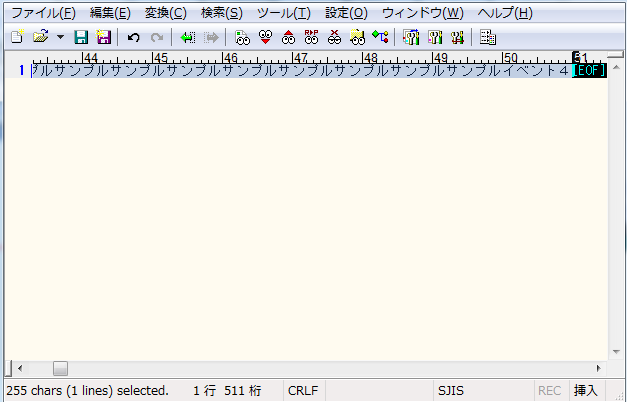 ファイル(F) 編集(E) 変換(C) 検索(S) ツール(T) 設定(O) ウィンドウ(W) ヘルプ(H)
44 45 46 47 48 49 50 51
1 プルサンプルサンプルサンプルサンプルサンプルサンプルサンプルサンプルイベント４[EOF]
255 chars (1 lines) selected. 1 行 511 桁 CRLF SJIS REC 挿入